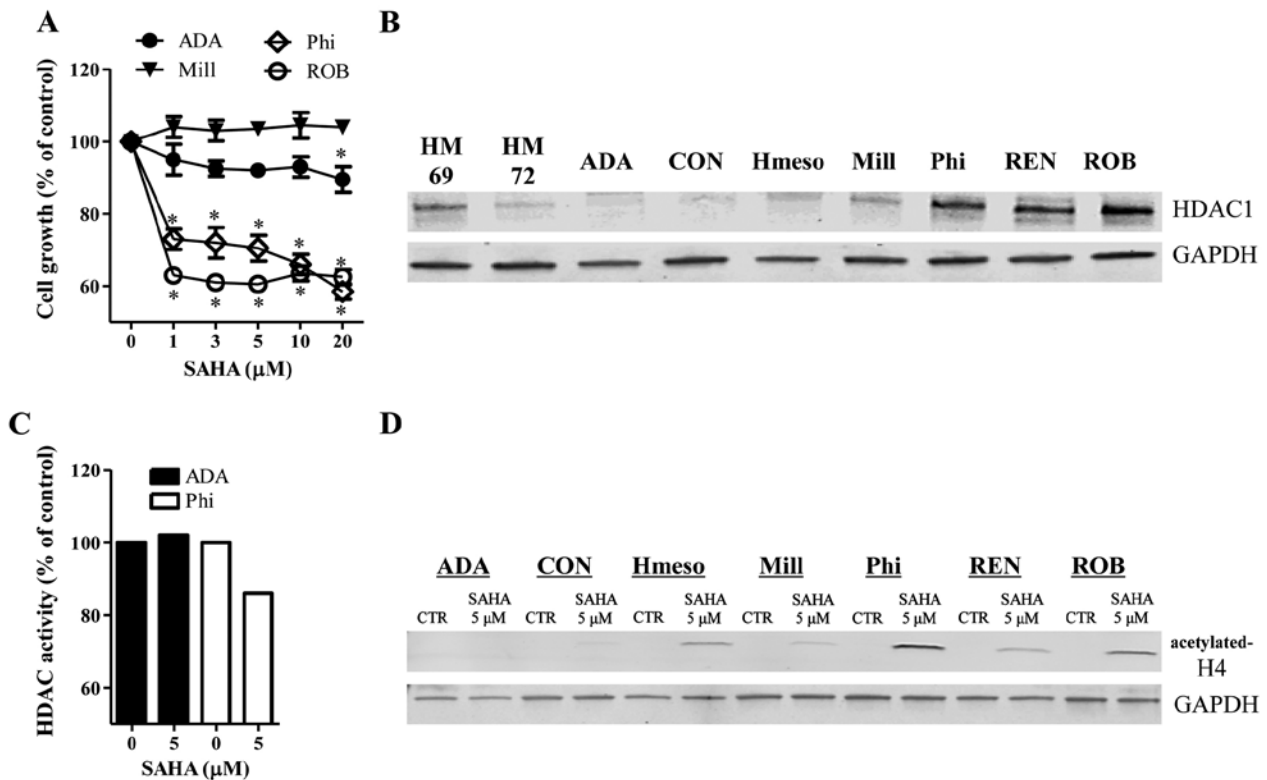 A
ADA
Phi
Mill
ROB
120
100
80
60
Cell growth (% of control)
* * * * * * * * * * *
0 1 3 5 10 20
SAHA (µM)
B
HM 69
HM 72
ADA CON Hmeso Mill Phi REN ROB
HDAC1
GAPDH
C
ADA
Phi
120
100
80
60
HDAC activity (% of control)
0 5 0 5
SAHA (µM)
D
ADA CON Hmeso Mill Phi REN ROB
SAHA SAHA SAHA SAHA SAHA SAHA SAHA
CTR 5 µM CTR 5 µM CTR 5 µM CTR 5 µM CTR 5 µM CTR 5 µM CTR 5 µM
acetylated-
H4
GAPDH